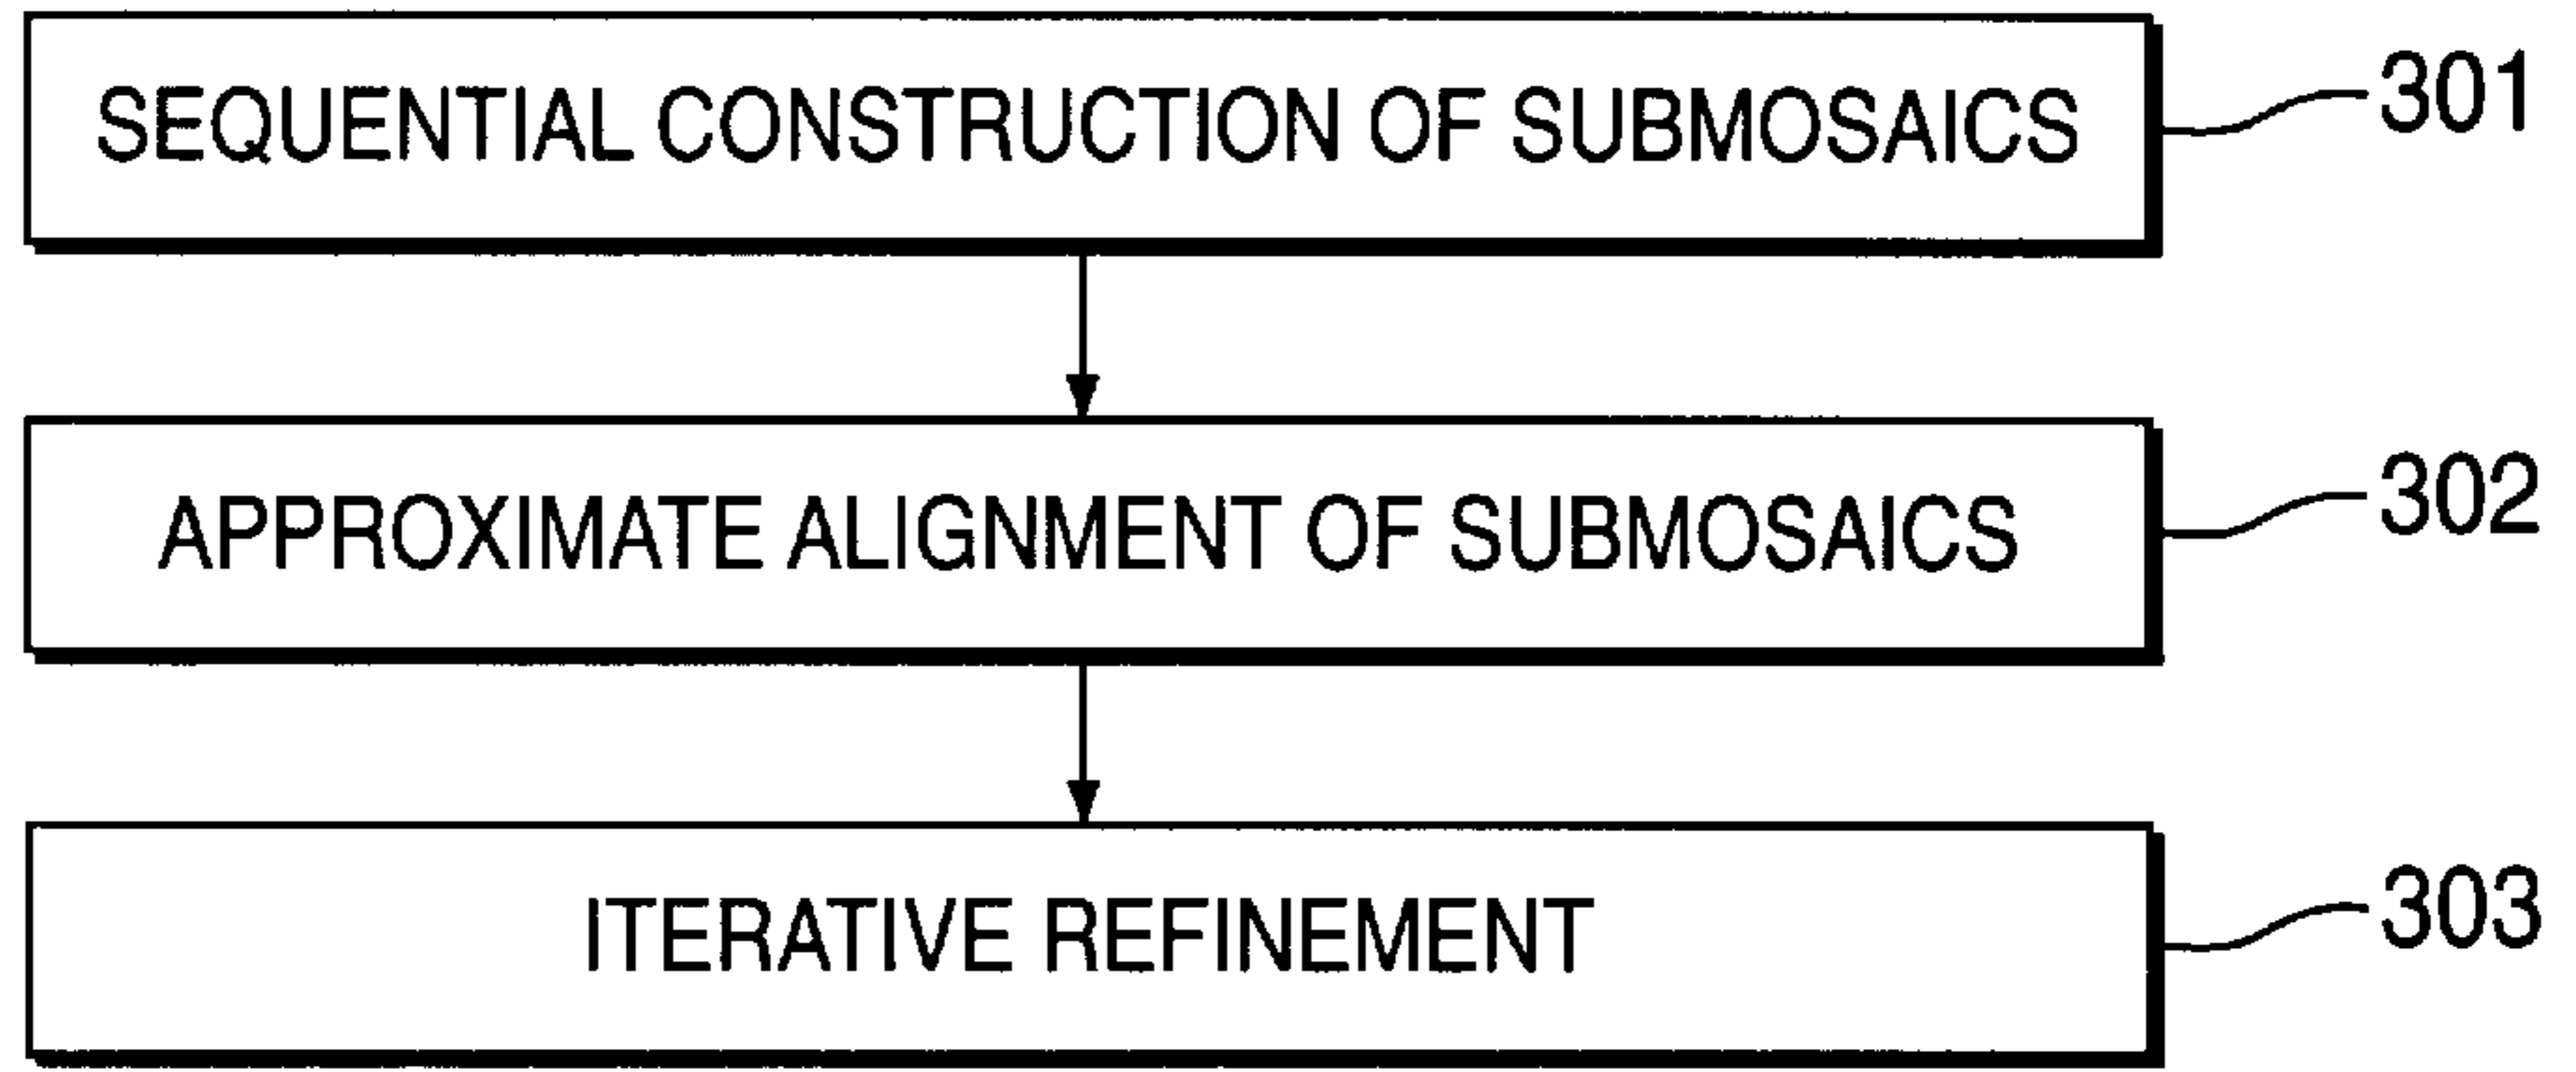 SEQUENTIAL CONSTRUCTION OF SUBMOSAICS 301
APPROXIMATE ALIGNMENT OF SUBMOSAICS 302
ITERATIVE REFINEMENT 303